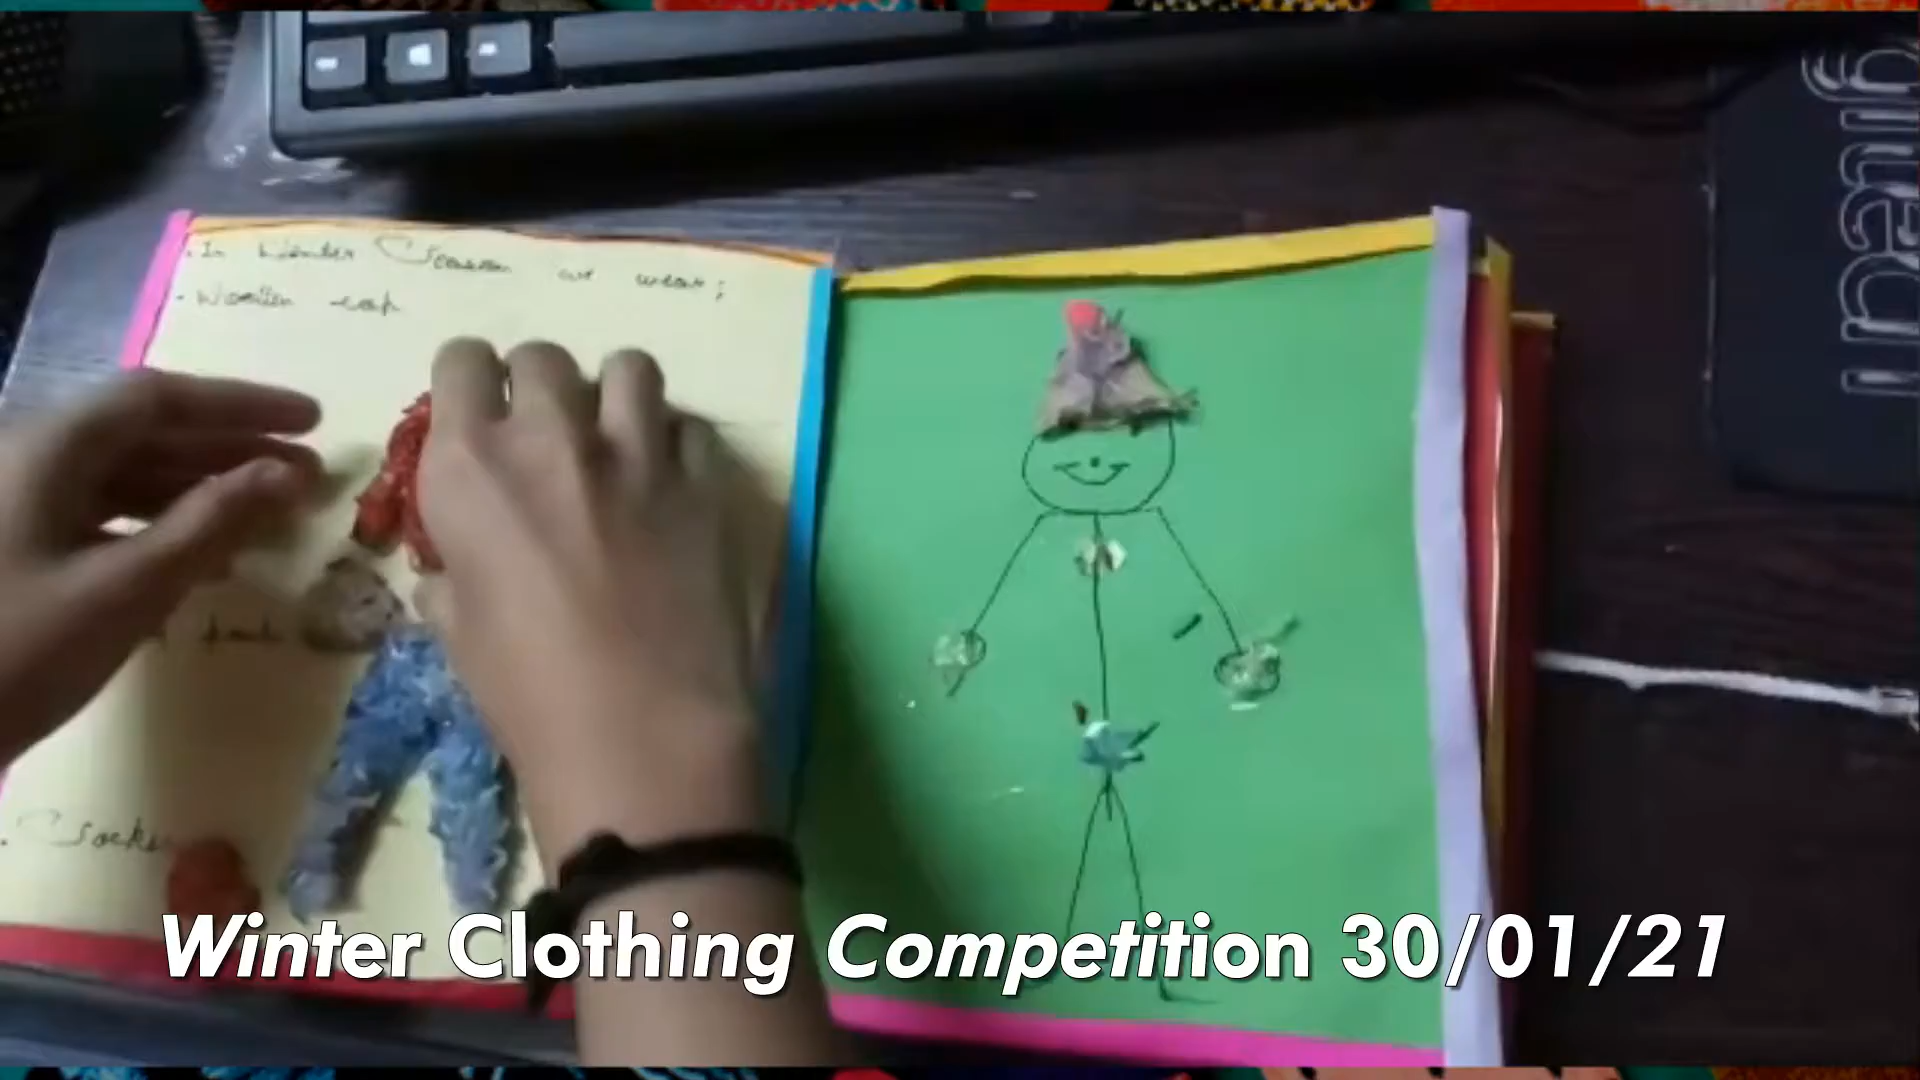 . In Winter Season we wear;
. Woollen cap
. Socks
Winter Clothing Competition 30/01/21